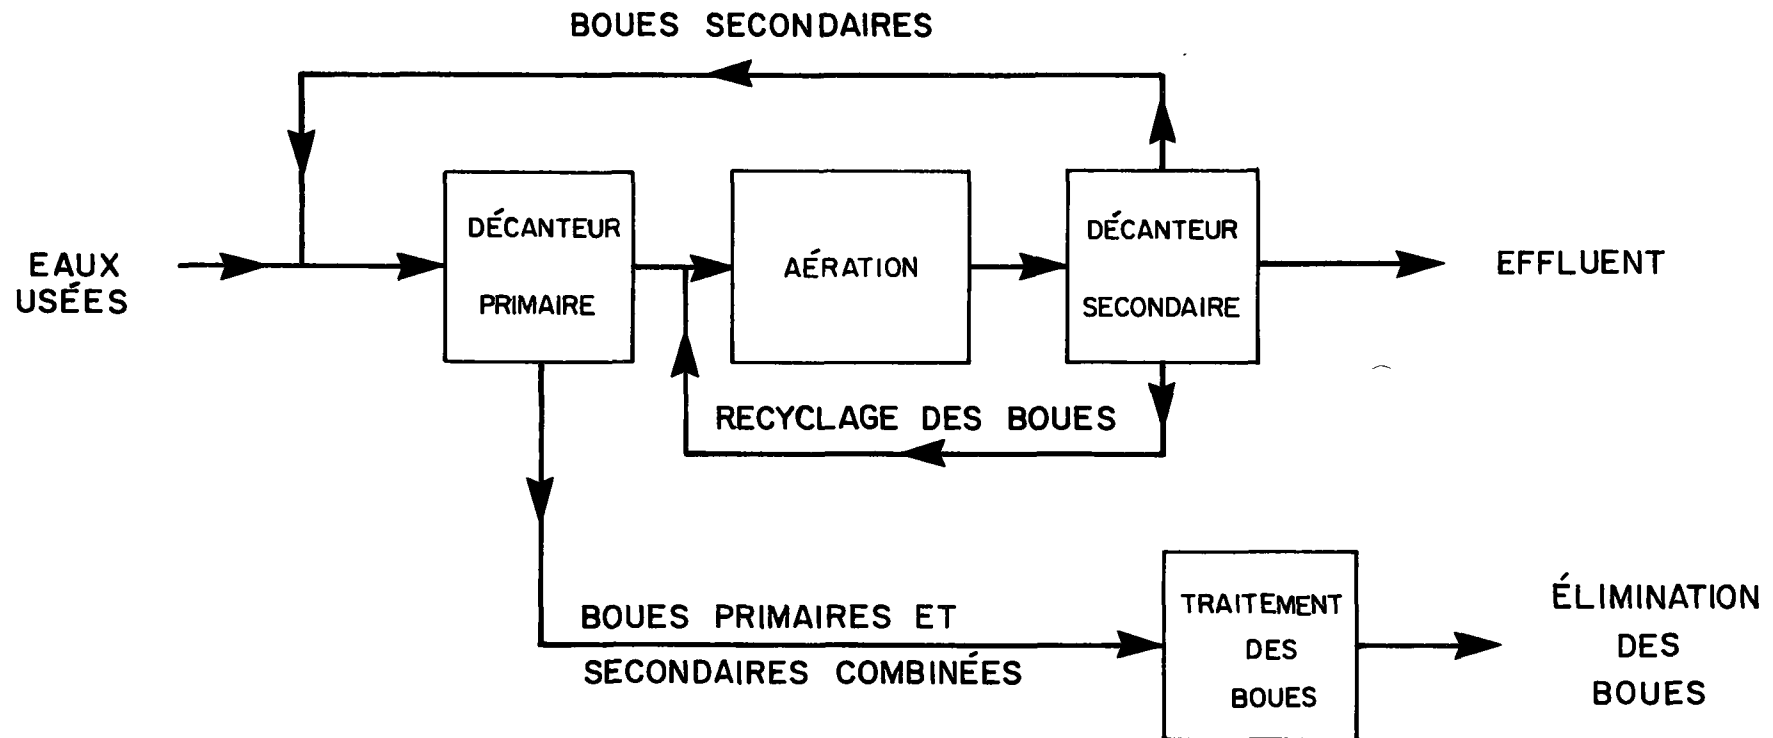 BOUES SECONDAIRES
EAUX
USÉES
DÉCANTEUR
PRIMAIRE
AÉRATION
DÉCANTEUR
SECONDAIRE
EFFLUENT
RECYCLAGE DES BOUES
BOUES PRIMAIRES ET
SECONDAIRES COMBINÉES
TRAITEMENT
DES
BOUES
ÉLIMINATION
DES
BOUES